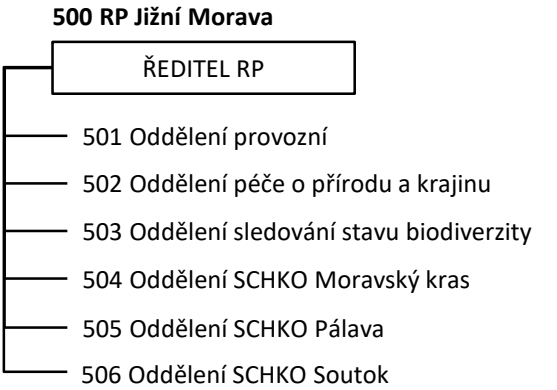 500 RP Jižní Morava
ŘEDITEL RP
501 Oddělení provozní
502 Oddělení péče o přírodu a krajinu
503 Oddělení sledování stavu biodiverzity
504 Oddělení SCHKO Moravský kras
505 Oddělení SCHKO Pálava
506 Oddělení SCHKO Soutok